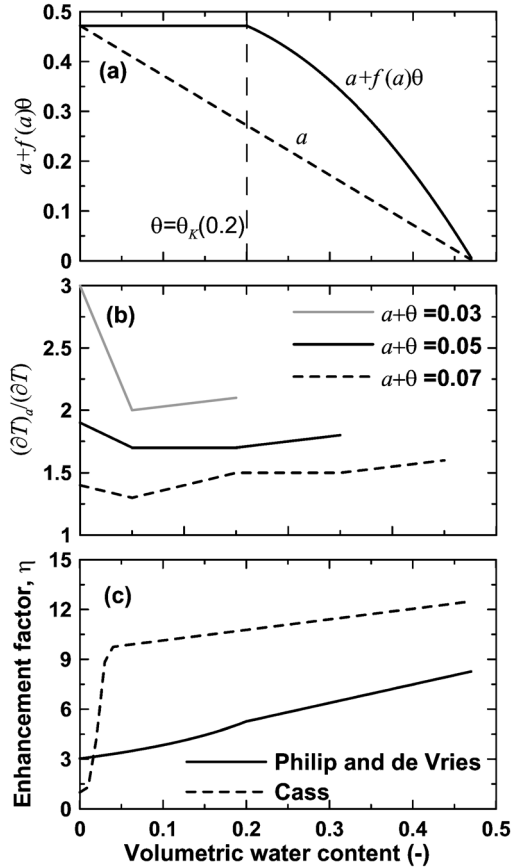 0.5
0.4
0.3
0.2
0.1
0
a+f(a)θ
(a)
a+f(a)θ
a
θ=θK(0.2)
3
2.5
2
1.5
1
(∂T)a/(∂T)
(b)
a+θ =0.03
a+θ =0.05
a+θ =0.07
15
12
9
6
3
0
Enhancement factor, η
(c)
Philip and de Vries
Cass
0 0.1 0.2 0.3 0.4 0.5
Volumetric water content (-)